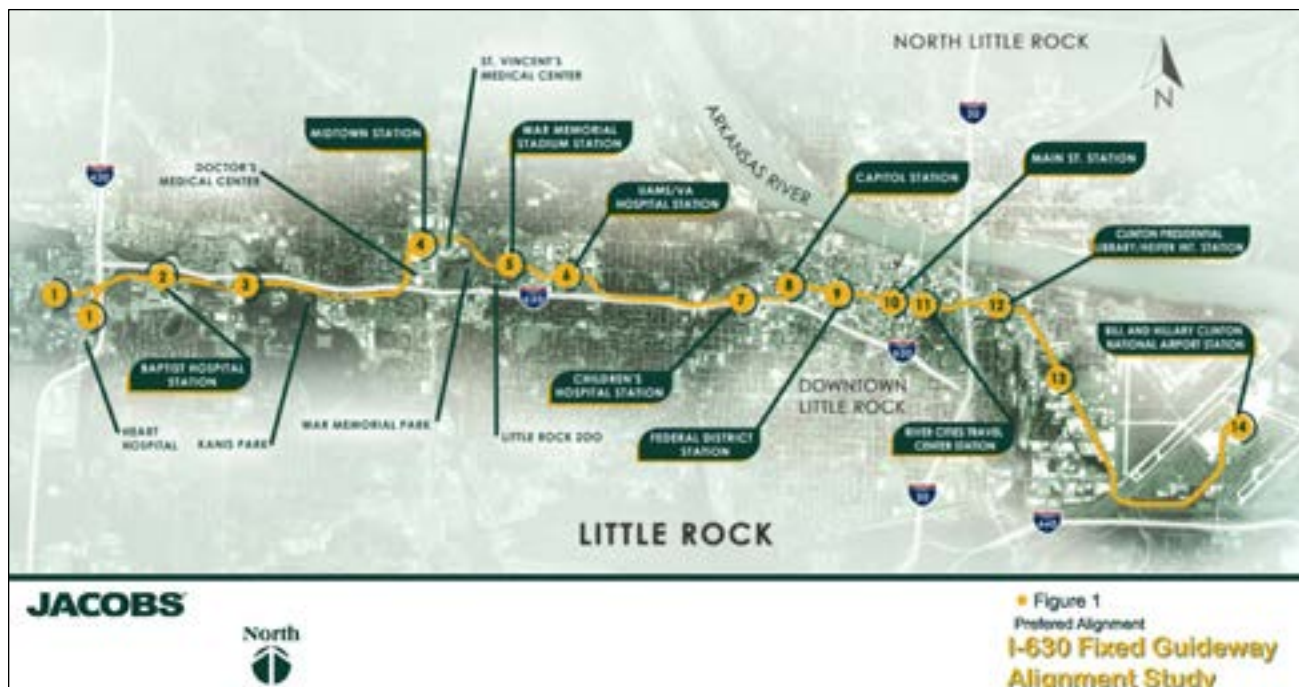 NORTH LITTLE ROCK
N
ST. VINCENT'S
MEDICAL CENTER
MIDTOWN STATION
WAR MEMORIAL
STADIUM STATION
ARKANSAS RIVER
30
MAIN ST. STATION
DOCTOR'S
MEDICAL CENTER
UAMS/VA
HOSPITAL STATION
CAPITOL STATION
CLINTON PRESIDENTIAL
LIBRARY/HEIFER INT. STATION
1
1
2
3
4
5
6
7
8
9
10
11
12
13
14
BILL AND HILLARY CLINTON
NATIONAL AIRPORT STATION
BAPTIST HOSPITAL
STATION
CHILDREN'S
HOSPITAL STATION
DOWNTOWN
LITTLE ROCK
HEART
HOSPITAL
KANIS PARK
WAR MEMORIAL PARK
LITTLE ROCK ZOO
FEDERAL DISTRICT
STATION
RIVER CITIES TRAVEL
CENTER STATION
LITTLE ROCK
JACOBS
North
Figure 1
Prefered Alignment
I-630 Fixed Guideway
Alignment Study